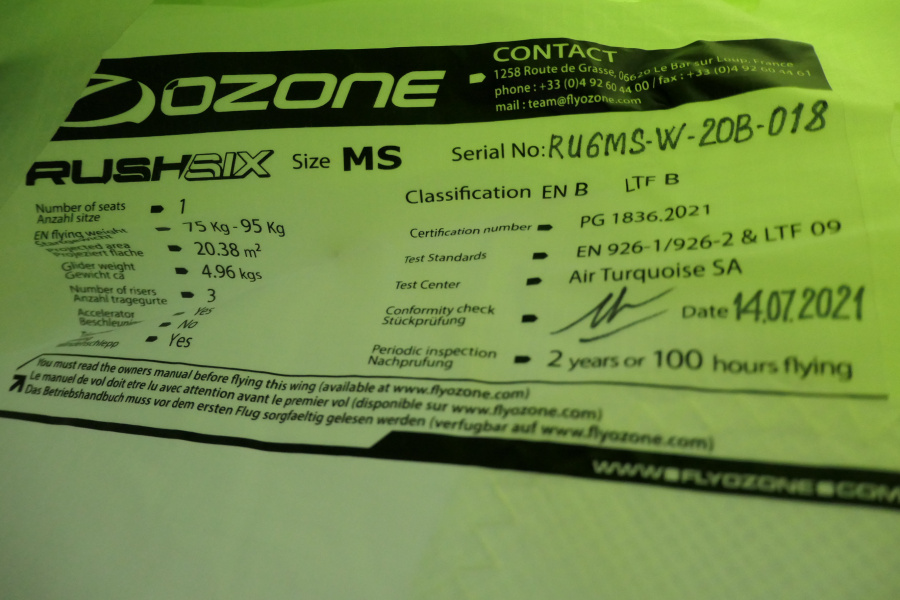 OZONE
CONTACT
1258 Route de Grasse, 06620 Le Bar sur Loup, France
phone : +33 (0)4 92 60 44 00 / fax : +33 (0)4 92 60 44 61
mail : team@flyozone.com
RUSH SIX Size MS
Serial No: RU6MS-W-20B-018
Classification EN B LTF B
Number of seats 1
Anzahl sitze
EN flying weight 75 Kg - 95 Kg
Projected area 20.38 m²
Projeziert flache
Glider weight 4.96 kgs
Gewicht ca
Number of risers 3
Anzahl tragegurte
Accelerator Yes
No
Yes
Certification number PG 1836.2021
Test Standards EN 926-1/926-2 & LTF 09
Test Center Air Turquoise SA
Conformity check Date 14.07.2021
Stückprüfung
Periodic inspection 2 years or 100 hours flying
Nachprufung
You must read the owners manual before flying this wing (available at www.flyozone.com)
Le manuel de vol doit etre lu avec attention avant le premier vol (disponible sur www.flyozone.com)
Das Betriebshandbuch muss vor dem ersten Flug sorgfaeltig gelesen werden (verfugbar auf www.flyozone.com)
WWW.FLYOZONE.COM